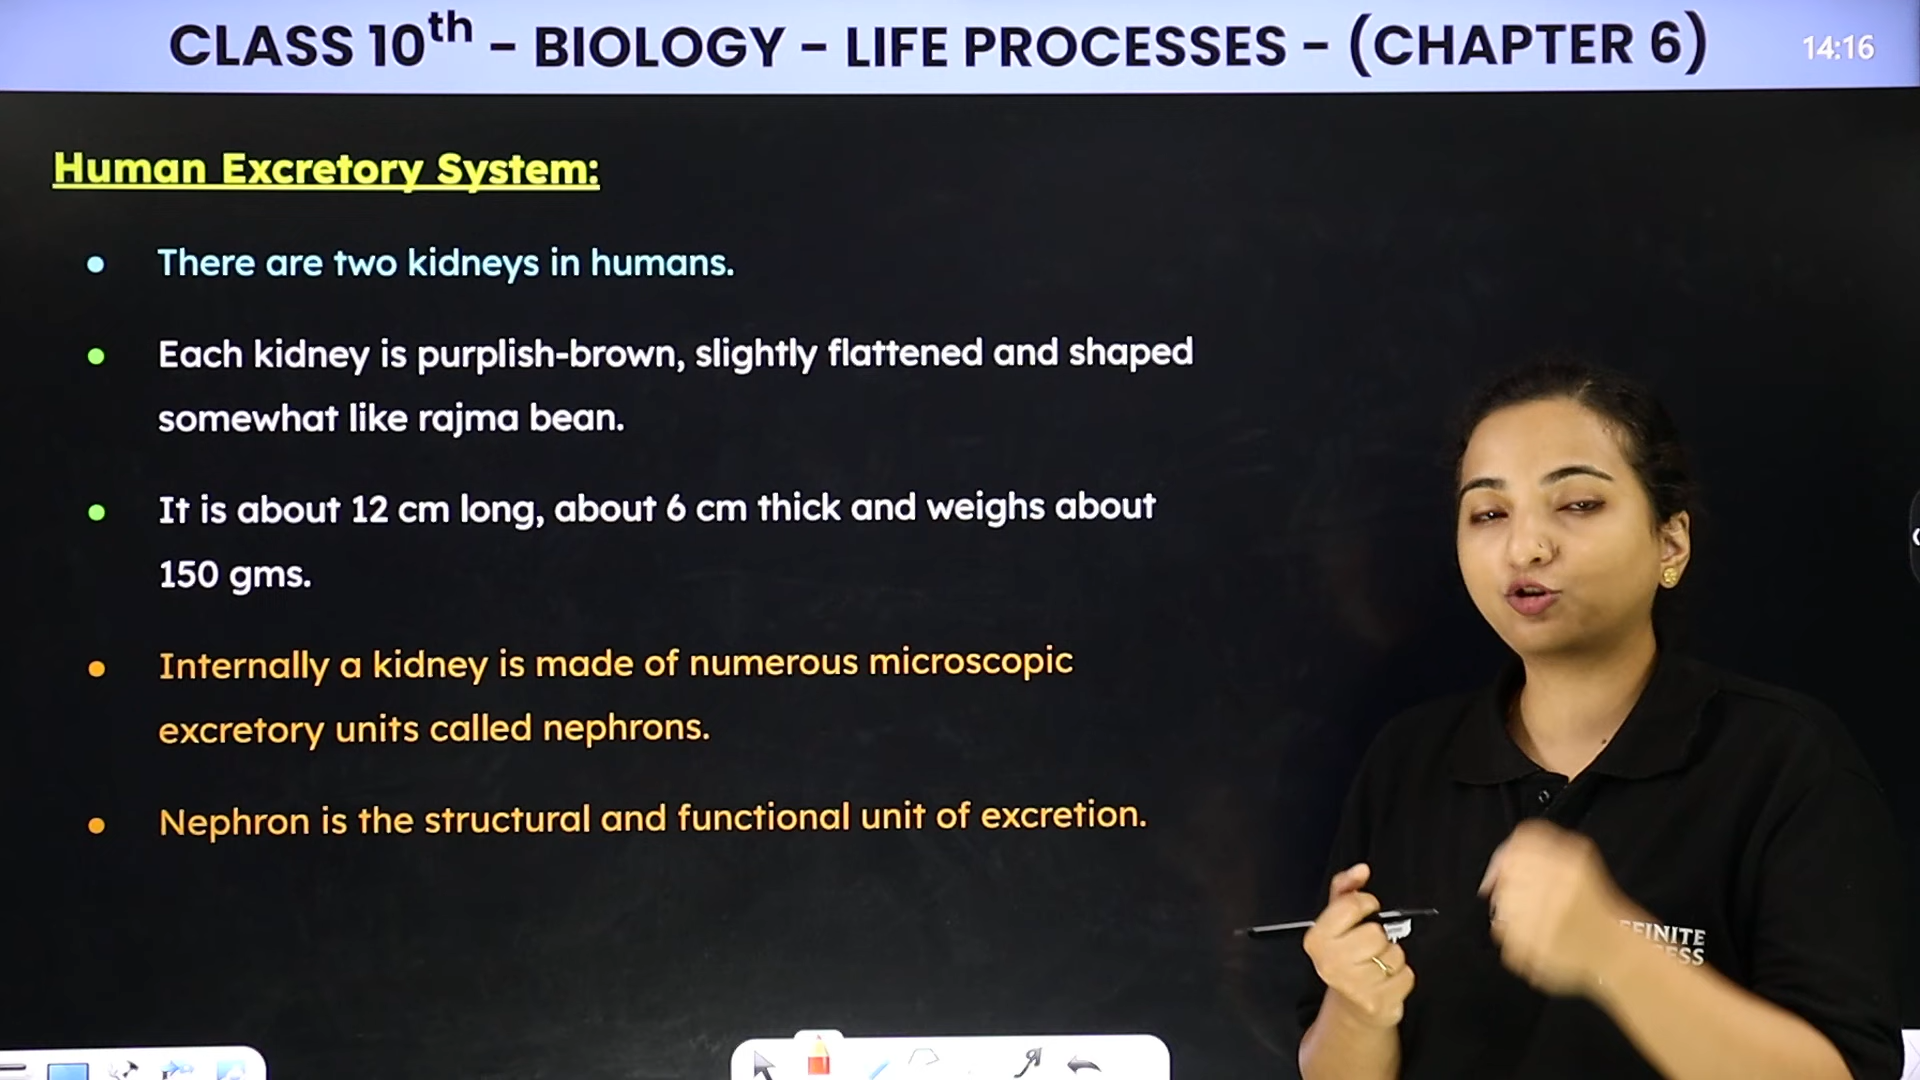 CLASS 10th - BIOLOGY - LIFE PROCESSES - (CHAPTER 6)
14:16
Human Excretory System:
• There are two kidneys in humans.
• Each kidney is purplish-brown, slightly flattened and shaped
somewhat like rajma bean.
• It is about 12 cm long, about 6 cm thick and weighs about
150 gms.
• Internally a kidney is made of numerous microscopic
excretory units called nephrons.
• Nephron is the structural and functional unit of excretion.